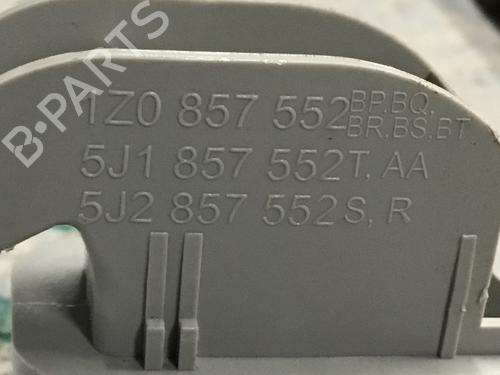 B-PARTS
1Z0 857 552 BP,BQ,
BR,BS,BT
5J1 857 552 T, AA
5J2 857 552 S, R